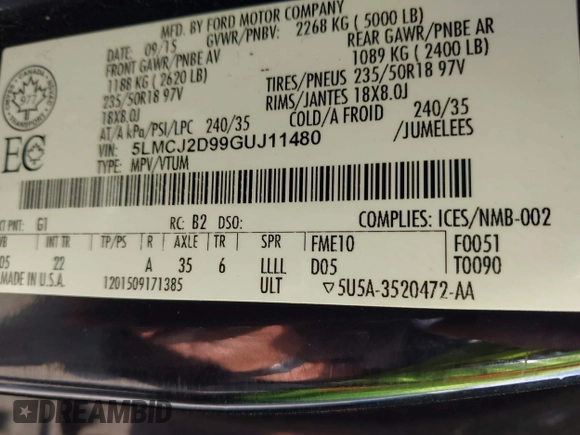 MFD. BY FORD MOTOR COMPANY
DATE: 09/15 GVWR/PNBV: 2268 KG ( 5000 LB)
FRONT GAWR/PNBE AV REAR GAWR/PNBE AR
1188 KG ( 2620 LB) 1089 KG ( 2400 LB)
235/50R18 97V TIRES/PNEUS 235/50R18 97V
18X8.0J RIMS/JANTES 18X8.0J
AT/A kPa/PSI/LPC 240/35 COLD/A FROID 240/35
VIN: 5LMCJ2D99GUJ11480 /JUMELEES
TYPE: MPV/VTUM
CANADA
977
EC
PNT: G1 RC: B2 DSO: COMPLIES: ICES/NMB-002
INT TR TP/PS R AXLE TR SPR FME10 F0051
05 22 A 35 6 LLLL D05 T0090
MADE IN U.S.A. 1201509171385 ULT ▽5U5A-3520472-AA
DREAMBID